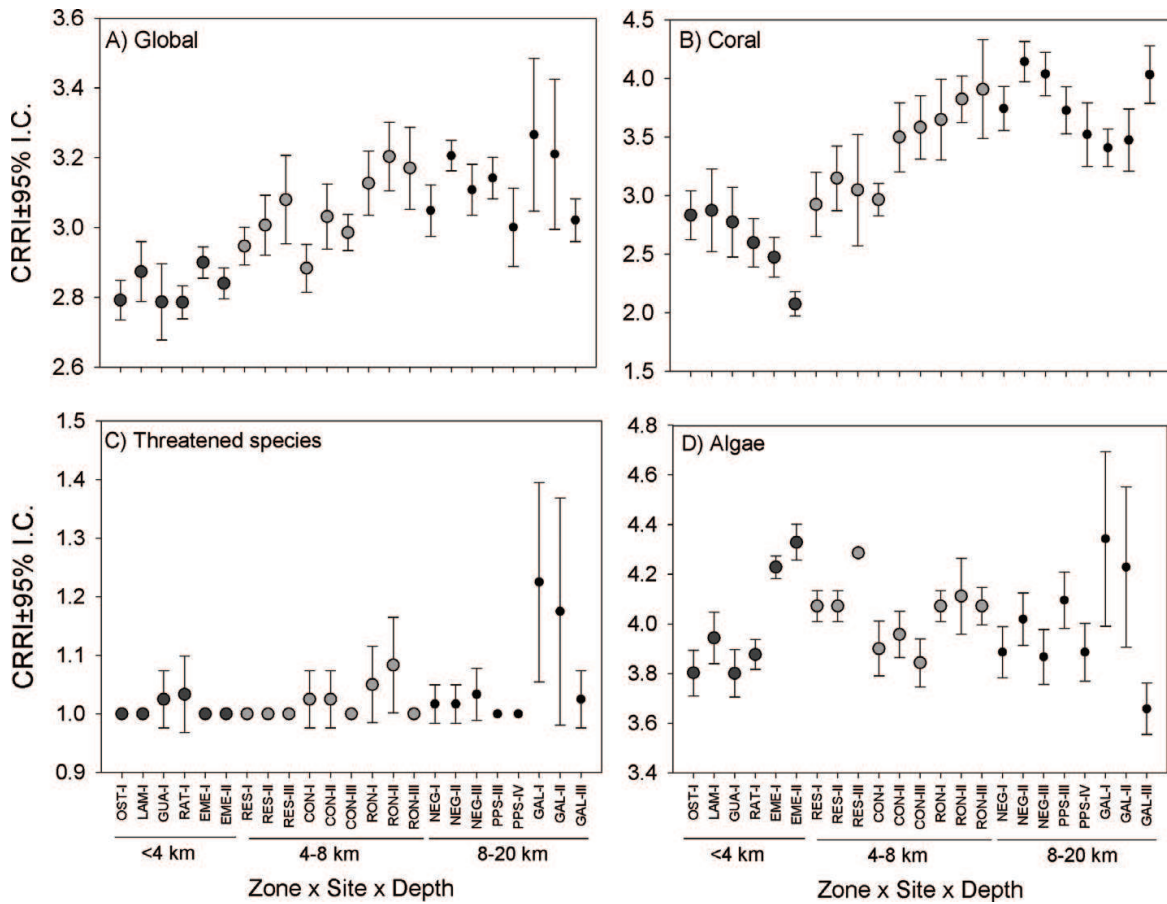 A) Global
CRRI±95% I.C.
3.6
3.4
3.2
3.0
2.8
2.6
B) Coral
4.5
4.0
3.5
3.0
2.5
2.0
1.5
C) Threatened species
CRRI±95% I.C.
1.5
1.4
1.3
1.2
1.1
1.0
0.9
OST-I
LAM-I
GUA-I
RAT-I
EME-I
EME-II
RES-I
RES-II
RES-III
CON-I
CON-II
CON-III
RON-I
RON-II
RON-III
NEG-I
NEG-II
NEG-III
PPS-III
PPS-IV
GAL-I
GAL-II
GAL-III
<4 km
4-8 km
8-20 km
Zone x Site x Depth
D) Algae
4.8
4.6
4.4
4.2
4.0
3.8
3.6
3.4
OST-I
LAM-I
GUA-I
RAT-I
EME-I
EME-II
RES-I
RES-II
RES-III
CON-I
CON-II
CON-III
RON-I
RON-II
RON-III
NEG-I
NEG-II
NEG-III
PPS-III
PPS-IV
GAL-I
GAL-II
GAL-III
<4 km
4-8 km
8-20 km
Zone x Site x Depth